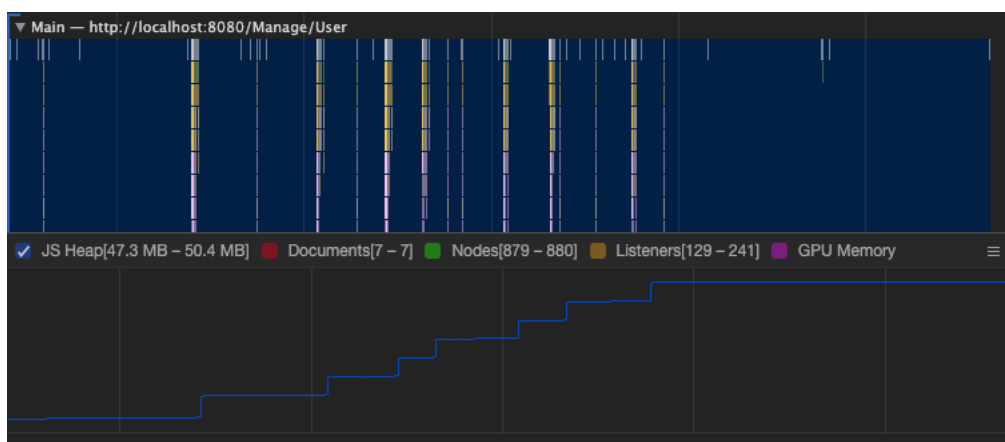 ▼ Main — http://localhost:8080/Manage/User
JS Heap[47.3 MB – 50.4 MB] Documents[7 – 7] Nodes[879 – 880] Listeners[129 – 241] GPU Memory